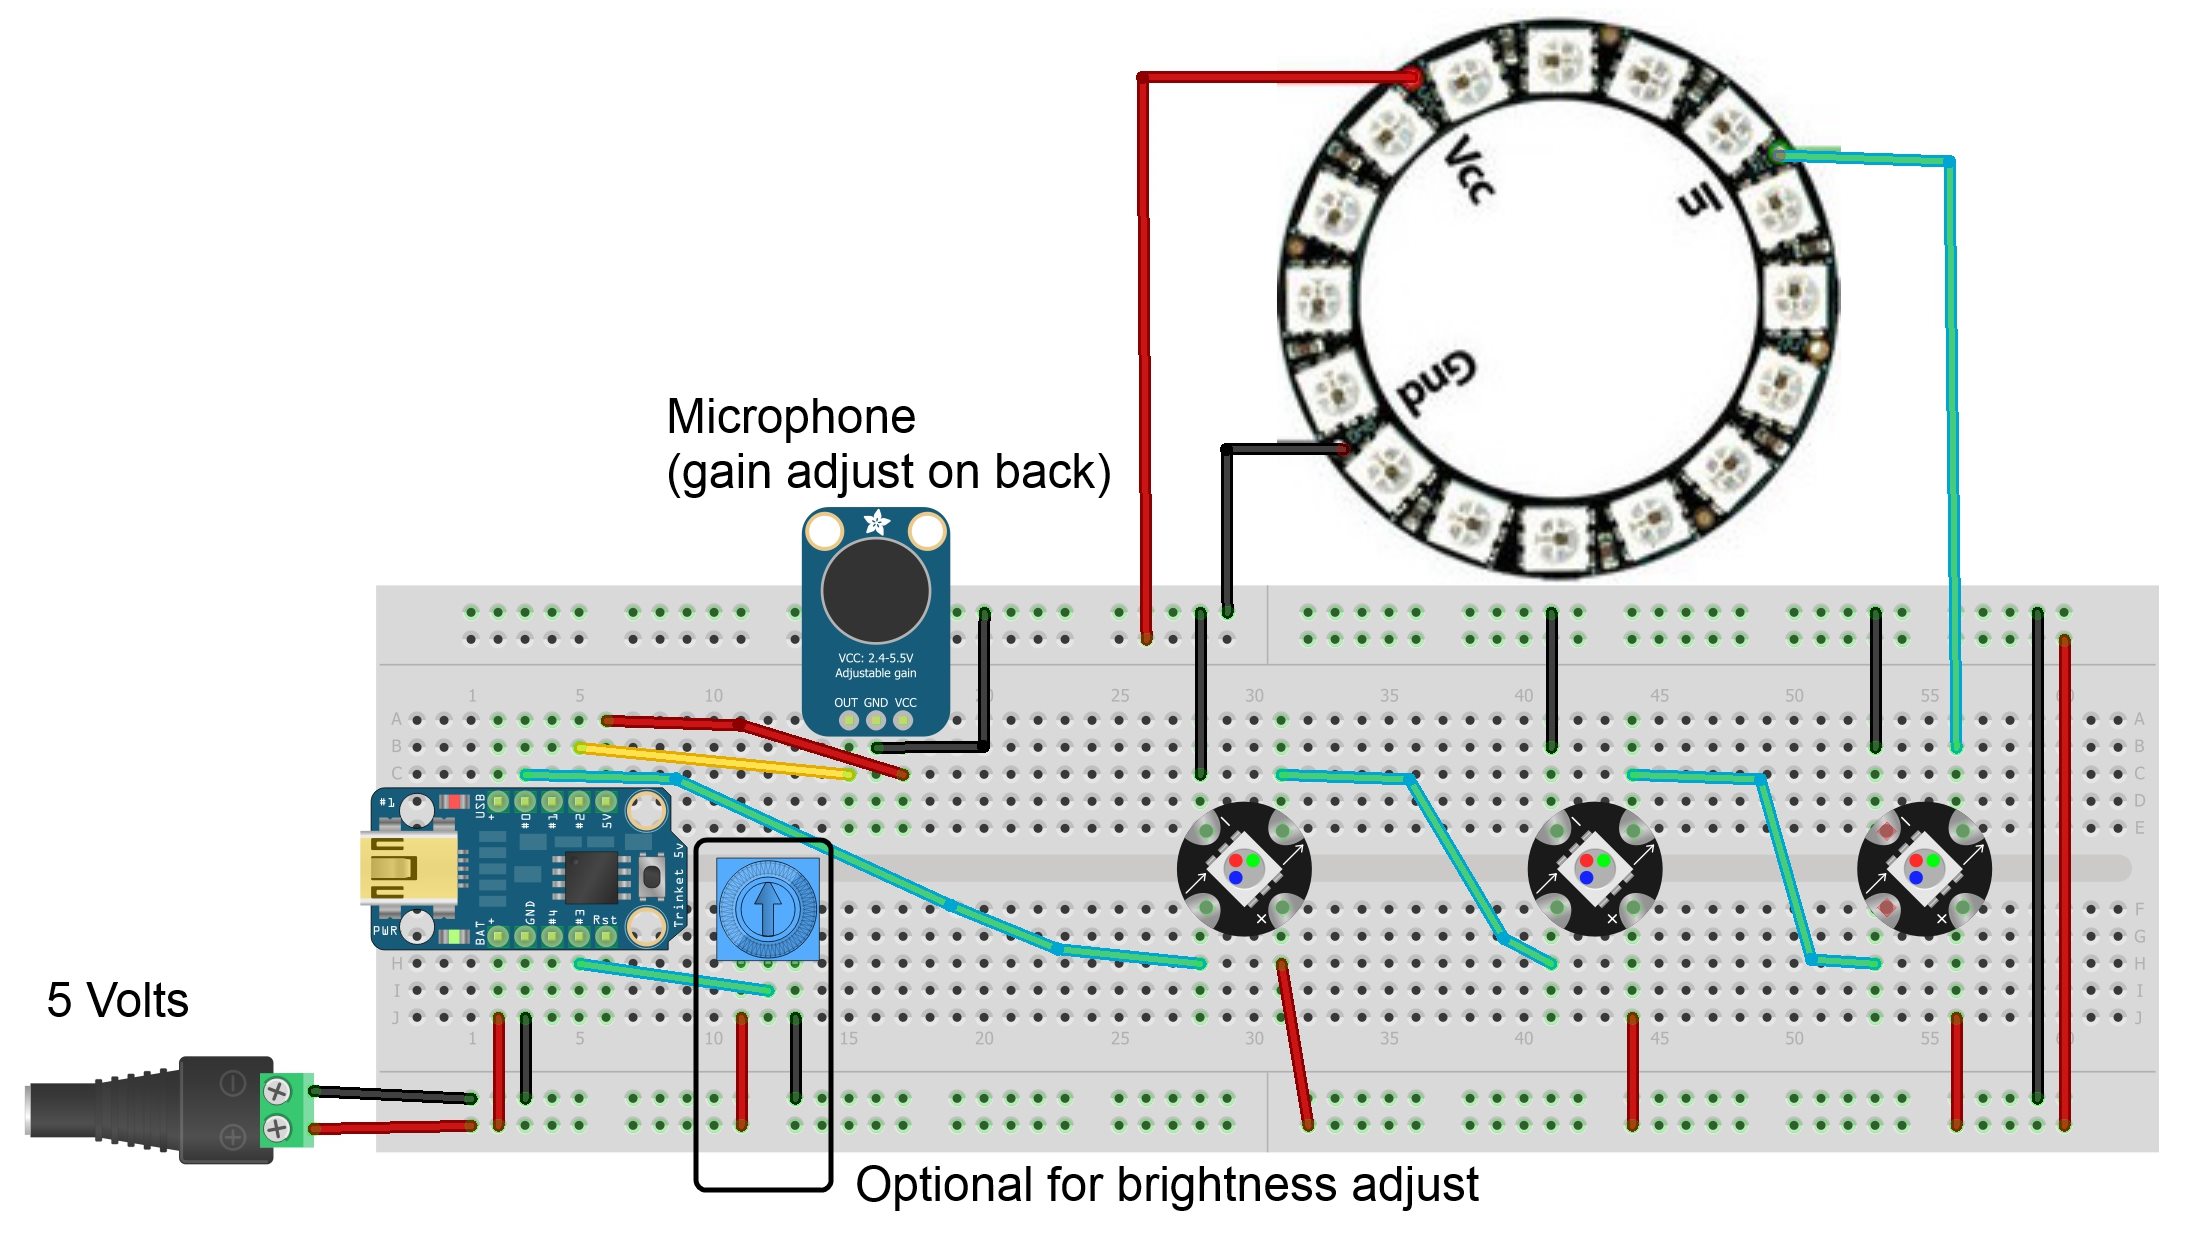 Vcc
in
Gnd
Microphone
(gain adjust on back)
VCC: 2.4-5.5V
Adjustable gain
OUT GND VCC
1 5 10 20 25 30 35 40 45 50 55 60
A A
B B
C C
#1 USB + #0 #1 #2 5V
D D
E E
Trinket 5v
PWR BAT + GND #4 #3 Rst
F F
G G
H H
I I
J J
1 5 10 15 20 25 30 35 40 45 50 55 60
5 Volts
Optional for brightness adjust